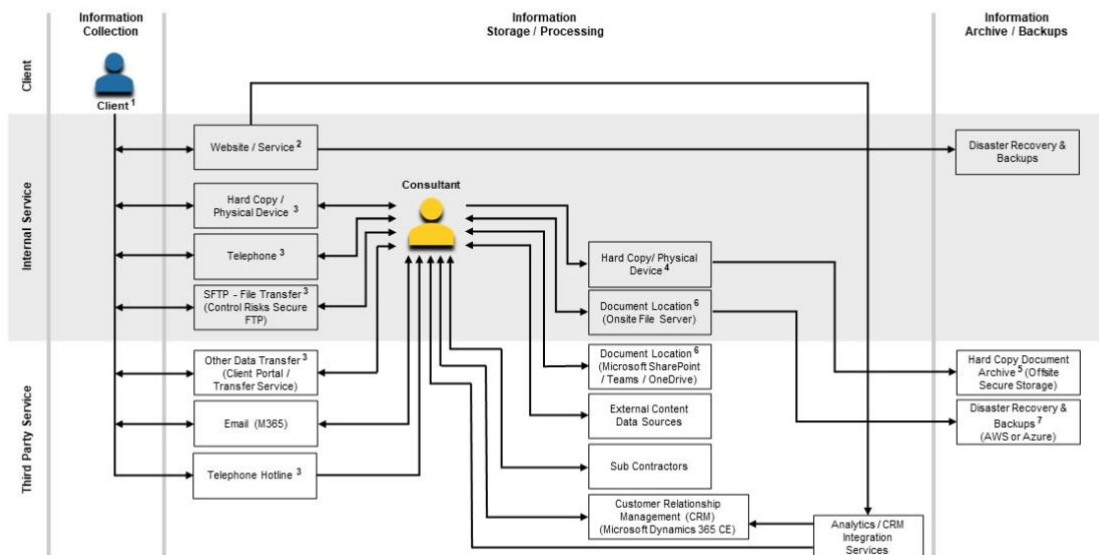 Information
Collection
Information
Storage / Processing
Information
Archive / Backups
Client
Client 1
Internal Service
Website / Service 2
Disaster Recovery &
Backups
Consultant
Hard Copy /
Physical Device 3
Telephone 3
Hard Copy/ Physical
Device 4
SFTP - File Transfer 3
(Control Risks Secure
FTP)
Document Location 6
(Onsite File Server)
Third Party Service
Other Data Transfer 3
(Client Portal /
Transfer Service)
Document Location 6
(Microsoft SharePoint
/ Teams / OneDrive)
Hard Copy Document
Archive 5 (Offsite
Secure Storage)
Email (M365)
External Content
Data Sources
Disaster Recovery &
Backups 7
(AWS or Azure)
Telephone Hotline 3
Sub Contractors
Customer Relationship
Management (CRM)
(Microsoft Dynamics 365 CE)
Analytics / CRM
Integration
Services